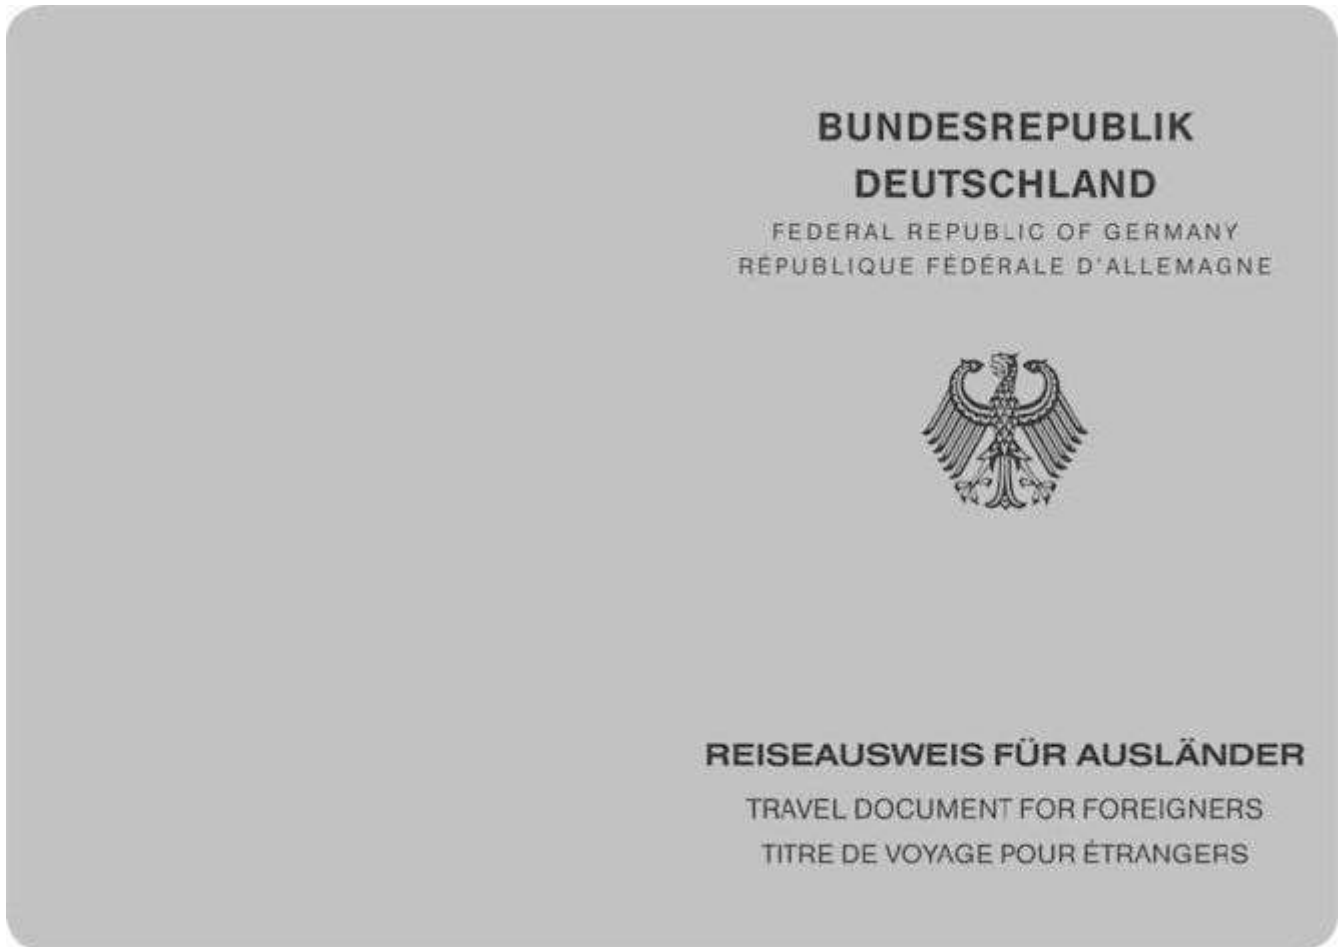 BUNDESREPUBLIK
DEUTSCHLAND
FEDERAL REPUBLIC OF GERMANY
RÉPUBLIQUE FÉDÉRALE D'ALLEMAGNE
REISEAUSWEIS FÜR AUSLÄNDER
TRAVEL DOCUMENT FOR FOREIGNERS
TITRE DE VOYAGE POUR ÉTRANGERS